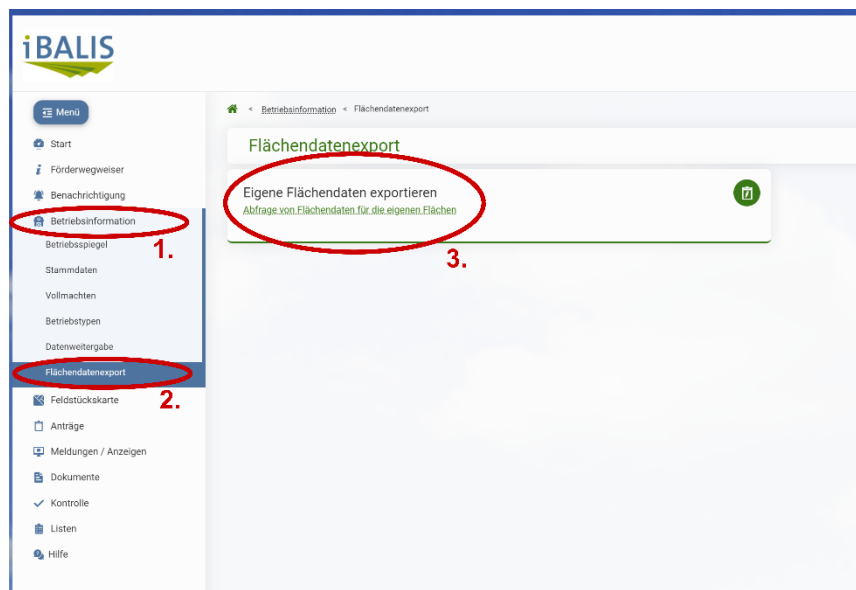 iBALIS
Menü
< Betriebsinformation < Flächendatenexport
Start
Flächendatenexport
Förderwegweiser
Benachrichtigung
Eigene Flächendaten exportieren
Abfrage von Flächendaten für die eigenen Flächen
Betriebsinformation
1.
Betriebsspiegel
3.
Stammdaten
Vollmachten
Betriebstypen
Datenweitergabe
Flächendatenexport
2.
Feldstückskarte
Anträge
Meldungen / Anzeigen
Dokumente
Kontrolle
Listen
Hilfe